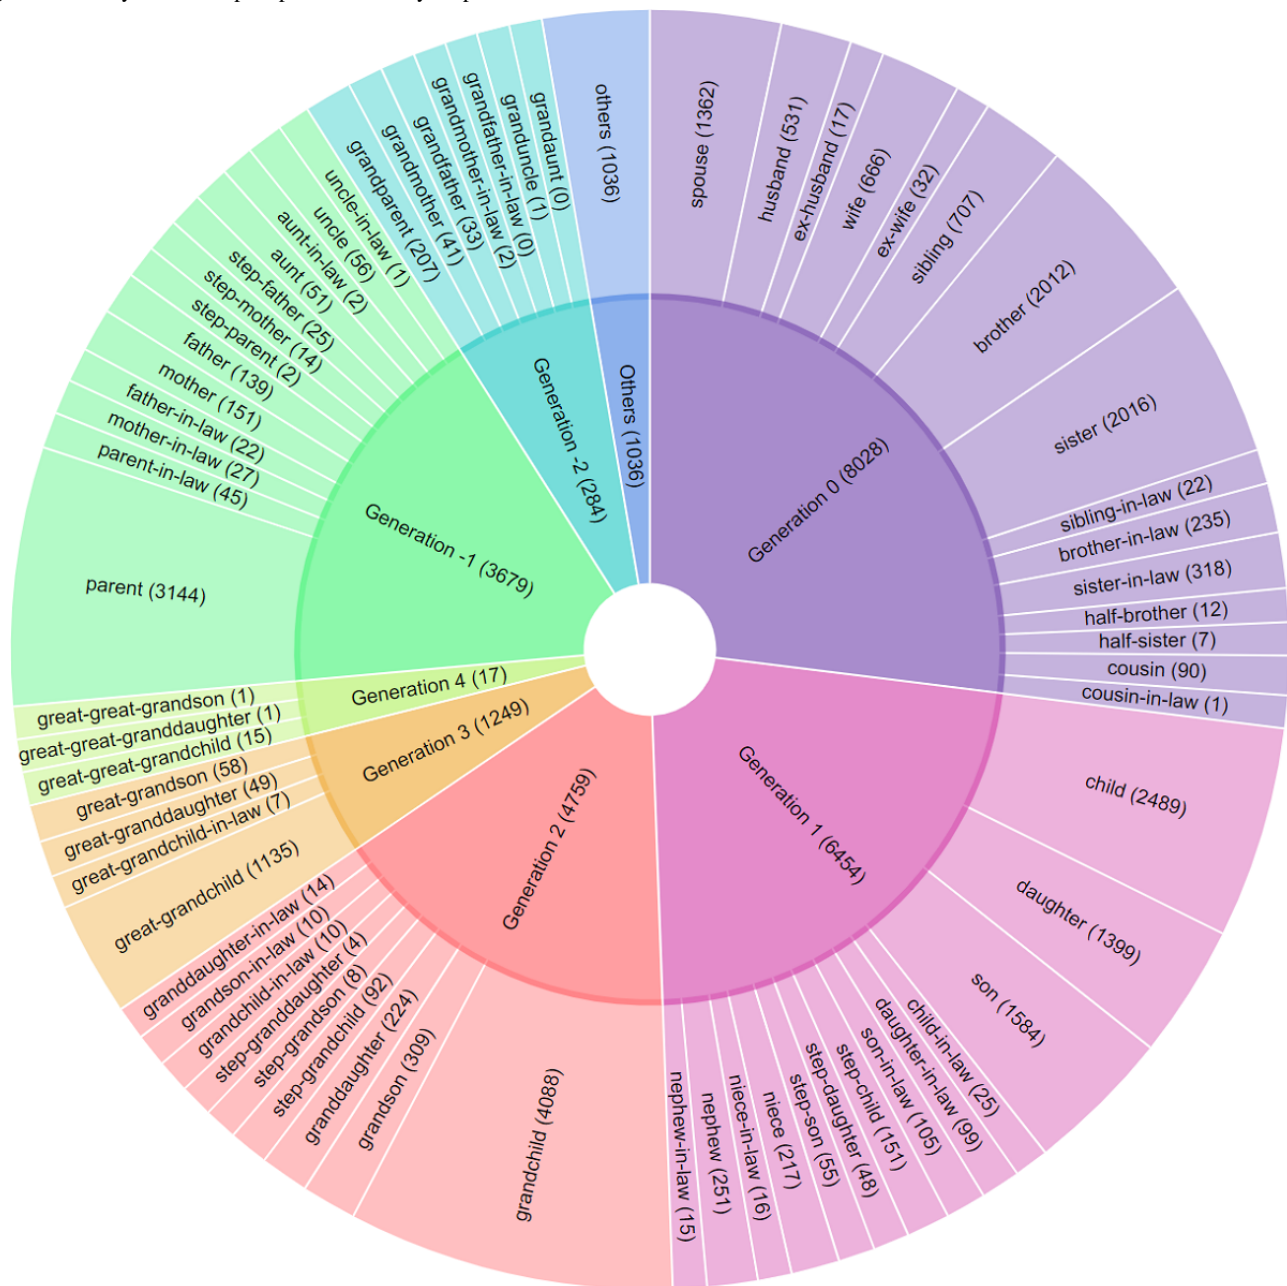 Generation 0 (8028)
spouse (1362)
husband (531)
ex-husband (17)
wife (666)
ex-wife (32)
sibling (707)
brother (2012)
sister (2016)
sibling-in-law (22)
brother-in-law (235)
sister-in-law (318)
half-brother (12)
half-sister (7)
cousin (90)
cousin-in-law (1)
Generation 1 (6454)
child (2489)
daughter (1399)
son (1584)
child-in-law (25)
daughter-in-law (99)
son-in-law (105)
step-child (151)
step-daughter (48)
step-son (55)
niece (217)
niece-in-law (16)
nephew (251)
nephew-in-law (15)
Generation 2 (4759)
grandchild (4088)
grandson (309)
granddaughter (224)
step-grandchild (92)
step-grandson (8)
step-granddaughter (4)
grandchild-in-law (10)
grandson-in-law (10)
granddaughter-in-law (14)
Generation 3 (1249)
great-grandchild (1135)
great-grandchild-in-law (7)
great-granddaughter (49)
great-grandson (58)
Generation 4 (17)
great-great-grandchild (15)
great-great-granddaughter (1)
great-great-grandson (1)
Generation -1 (3679)
parent (3144)
parent-in-law (45)
mother-in-law (27)
father-in-law (22)
mother (151)
father (139)
step-parent (2)
step-mother (14)
step-father (25)
aunt (51)
aunt-in-law (2)
uncle (56)
uncle-in-law (1)
Generation -2 (284)
grandparent (207)
grandmother (41)
grandfather (33)
grandmother-in-law (2)
grandfather-in-law (0)
granduncle (1)
grandaunt (0)
Others (1036)
others (1036)